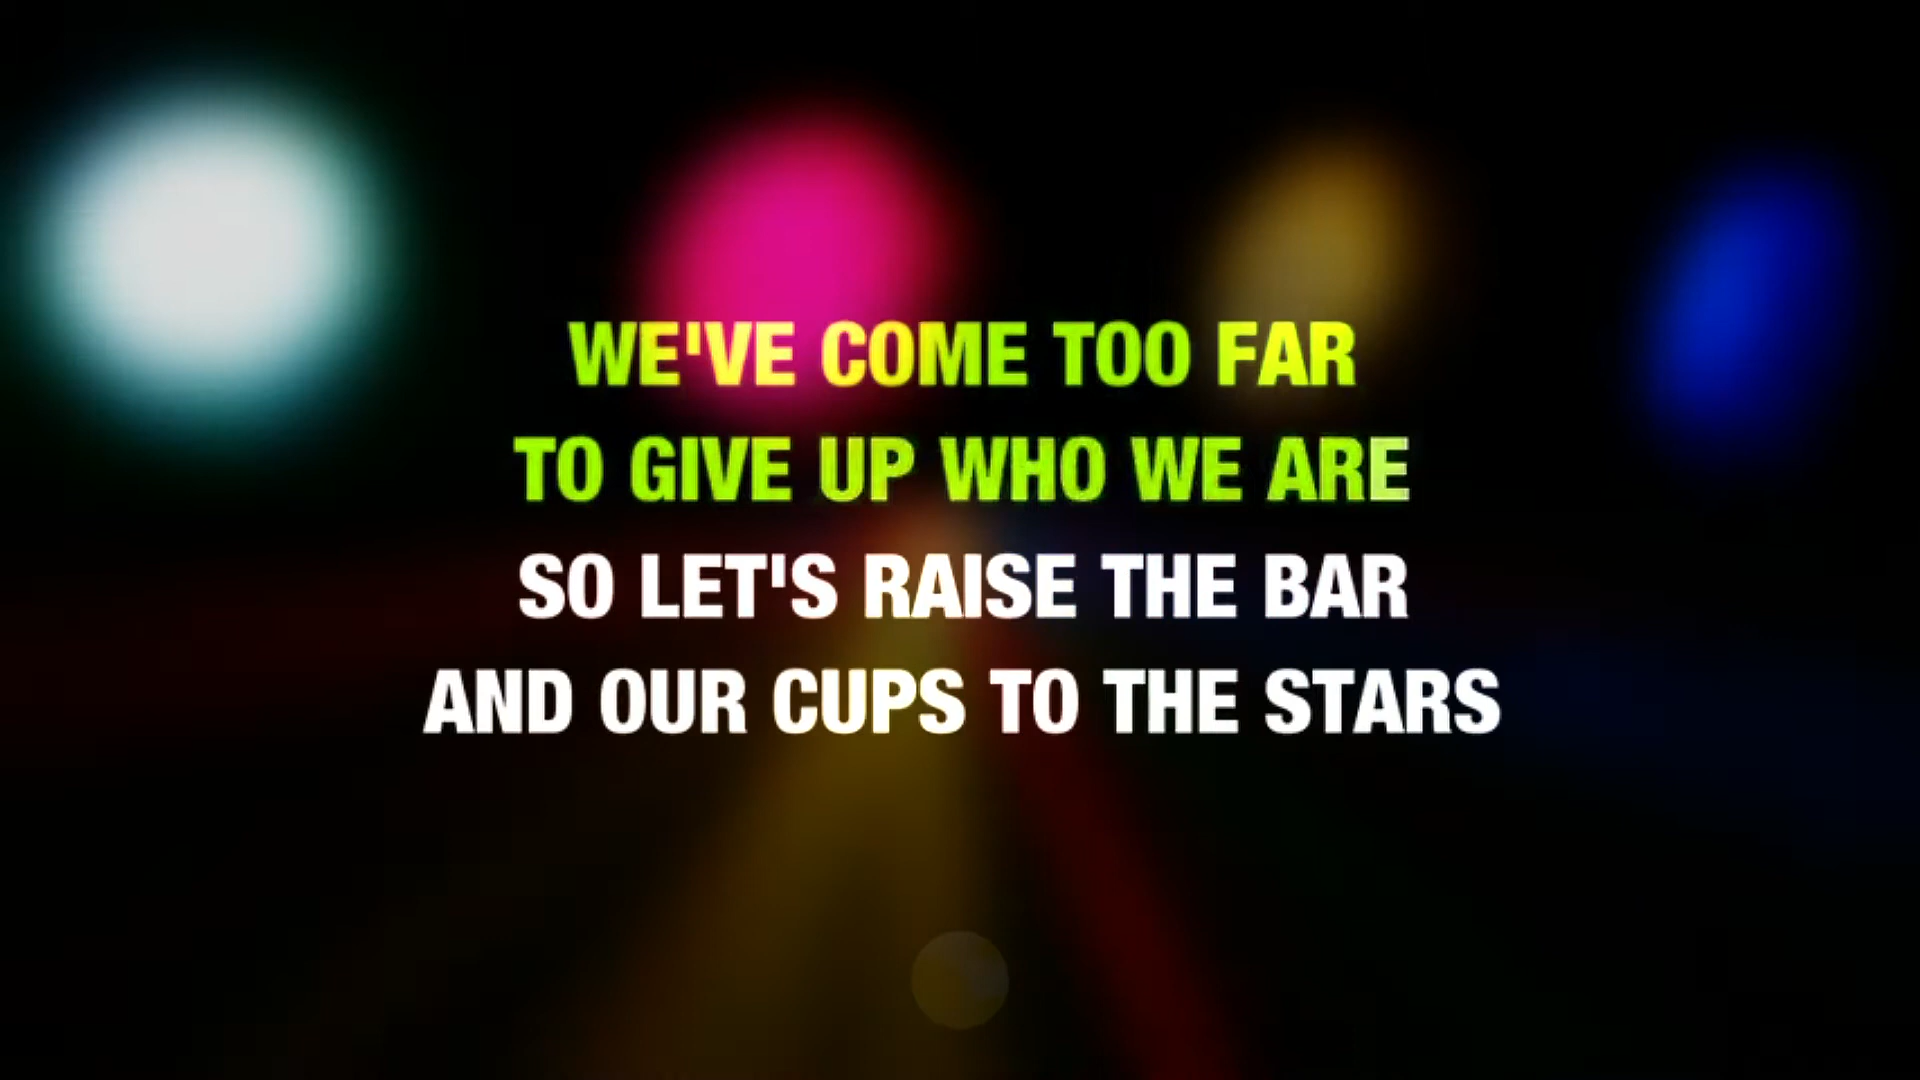 WE'VE COME TOO FAR
TO GIVE UP WHO WE ARE
SO LET'S RAISE THE BAR
AND OUR CUPS TO THE STARS